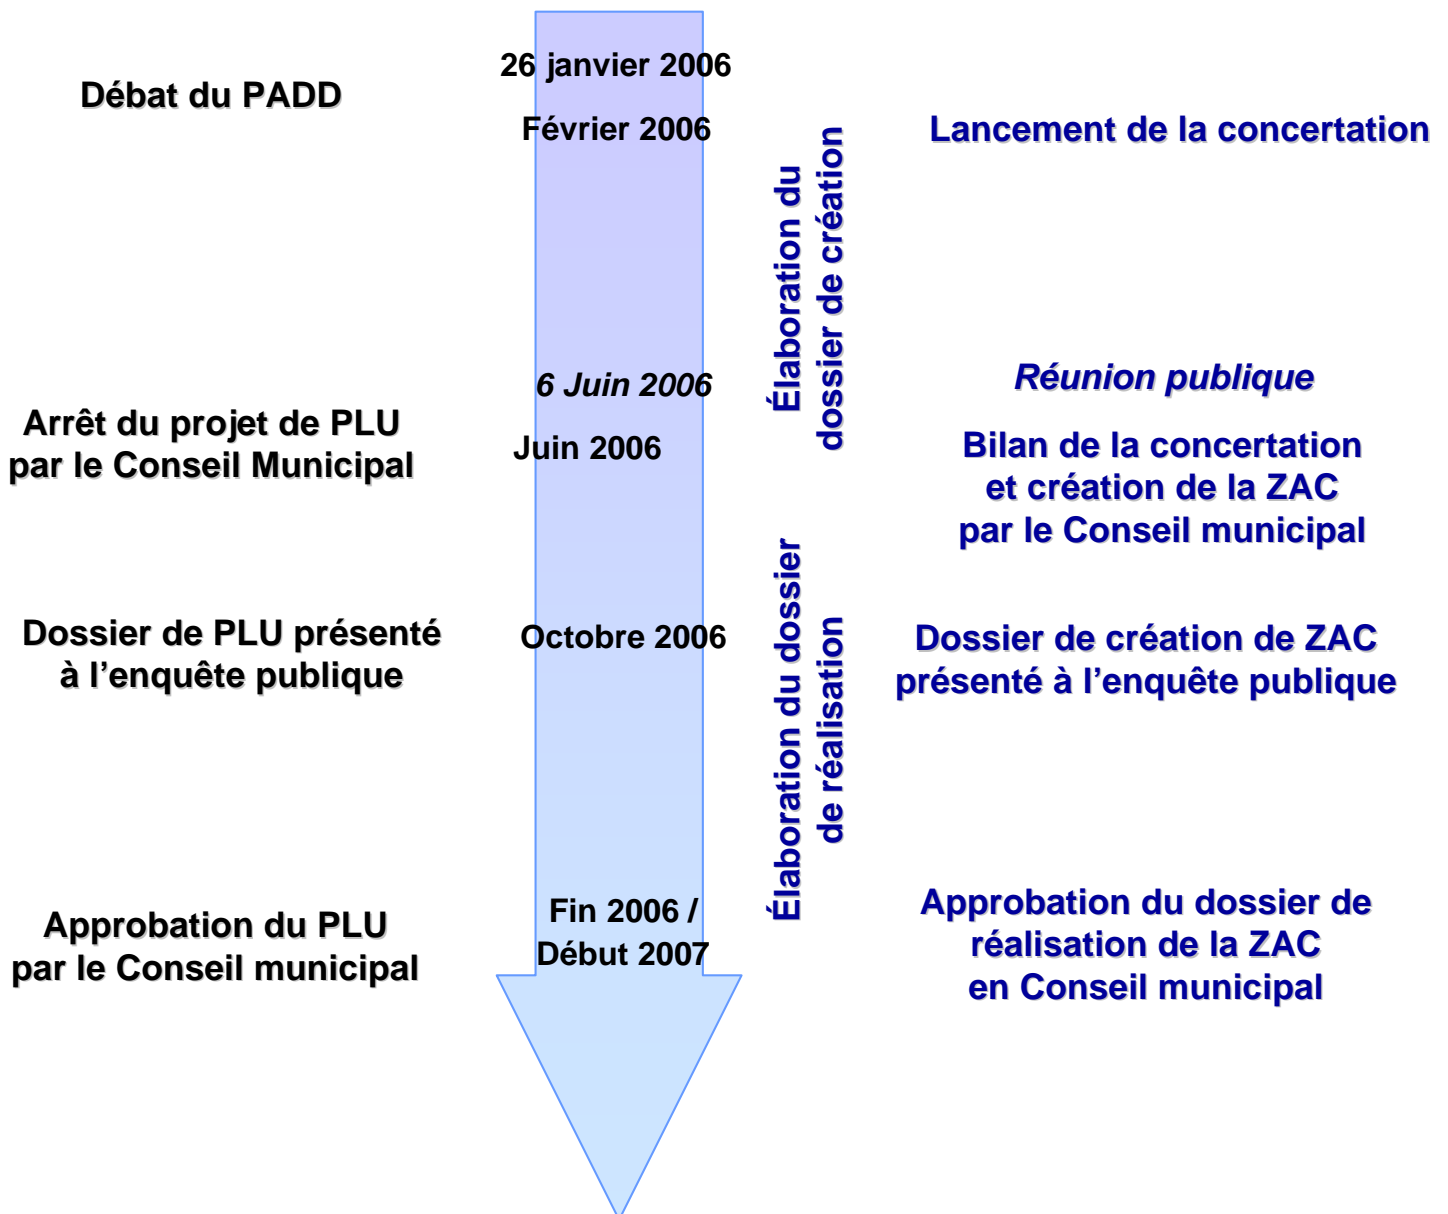 26 janvier 2006
Débat du PADD
Février 2006
Lancement de la concertation
Élaboration du
dossier de création
6 Juin 2006
Réunion publique
Arrêt du projet de PLU
par le Conseil Municipal
Juin 2006
Bilan de la concertation
et création de la ZAC
par le Conseil municipal
Élaboration du dossier
de réalisation
Dossier de PLU présenté
à l’enquête publique
Octobre 2006
Dossier de création de ZAC
présenté à l’enquête publique
Approbation du PLU
par le Conseil municipal
Fin 2006 /
Début 2007
Approbation du dossier de
réalisation de la ZAC
en Conseil municipal